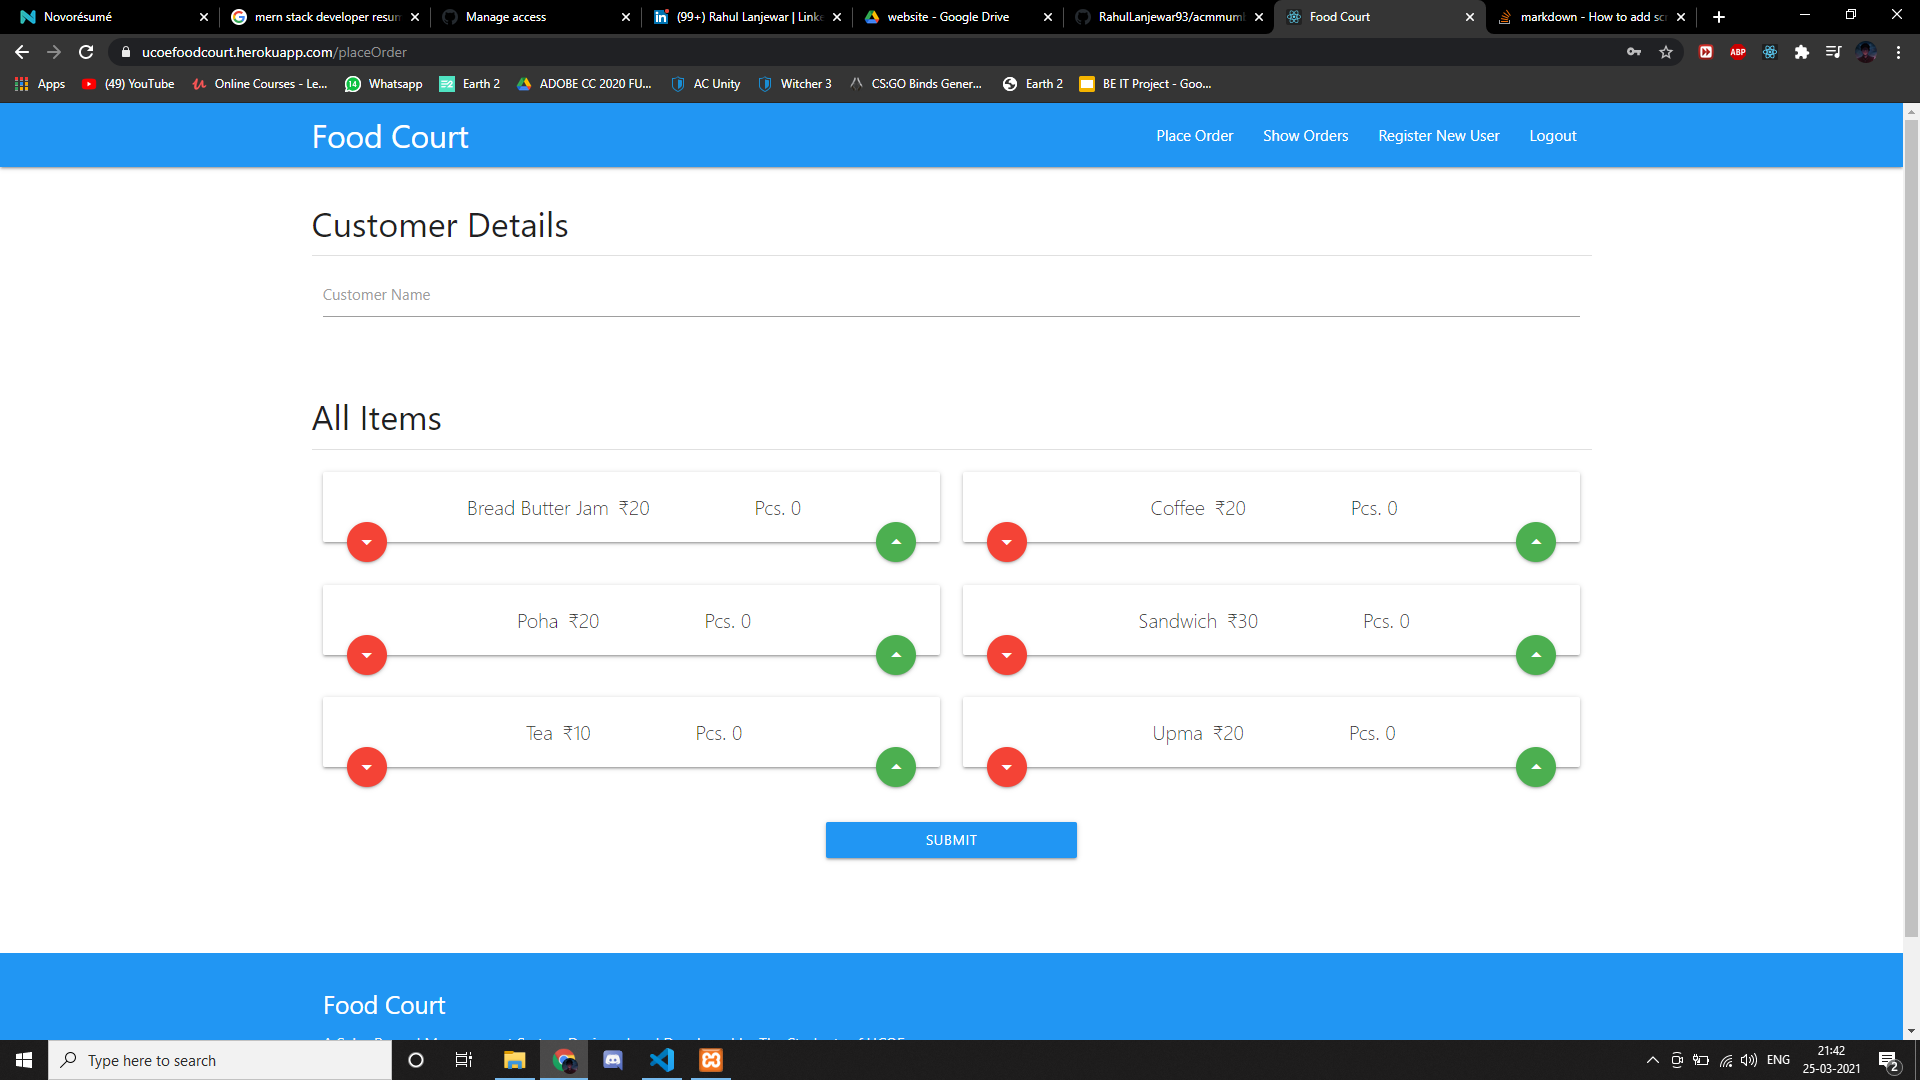 Novorésumé
mern stack developer resum
Manage access
(99+) Rahul Lanjewar | Linke
website - Google Drive
RahulLanjewar93/acmmuml
Food Court
markdown - How to add scr
ucoefoodcourt.herokuapp.com/placeOrder
Apps
(49) YouTube
Online Courses - Le...
Whatsapp
Earth 2
ADOBE CC 2020 FU...
AC Unity
Witcher 3
CS:GO Binds Gener...
Earth 2
BE IT Project - Goo...
Food Court
Place Order
Show Orders
Register New User
Logout
Customer Details
Customer Name
All Items
Bread Butter Jam ₹20 Pcs. 0
Coffee ₹20 Pcs. 0
Poha ₹20 Pcs. 0
Sandwich ₹30 Pcs. 0
Tea ₹10 Pcs. 0
Upma ₹20 Pcs. 0
SUBMIT
Food Court
Type here to search
ENG
21:42
25-03-2021
2